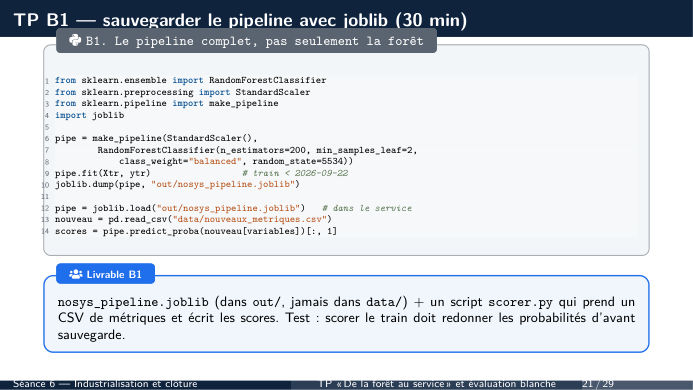 TP B1 — sauvegarder le pipeline avec joblib (30 min)
B1. Le pipeline complet, pas seulement la forêt
1 from sklearn.ensemble import RandomForestClassifier
2 from sklearn.preprocessing import StandardScaler
3 from sklearn.pipeline import make_pipeline
4 import joblib
5
6 pipe = make_pipeline(StandardScaler(),
7 RandomForestClassifier(n_estimators=200, min_samples_leaf=2,
8 class_weight="balanced", random_state=5534))
9 pipe.fit(Xtr, ytr) # train < 2026-09-22
10 joblib.dump(pipe, "out/nosys_pipeline.joblib")
11
12 pipe = joblib.load("out/nosys_pipeline.joblib") # dans le service
13 nouveau = pd.read_csv("data/nouveaux_metriques.csv")
14 scores = pipe.predict_proba(nouveau[variables])[:, 1]
Livrable B1
nosys_pipeline.joblib (dans out/, jamais dans data/) + un script scorer.py qui prend un
CSV de métriques et écrit les scores. Test : scorer le train doit redonner les probabilités d'avant
sauvegarde.
Séance 6 — Industrialisation et clôture TP « De la forêt au service » et évaluation blanche 21 / 29